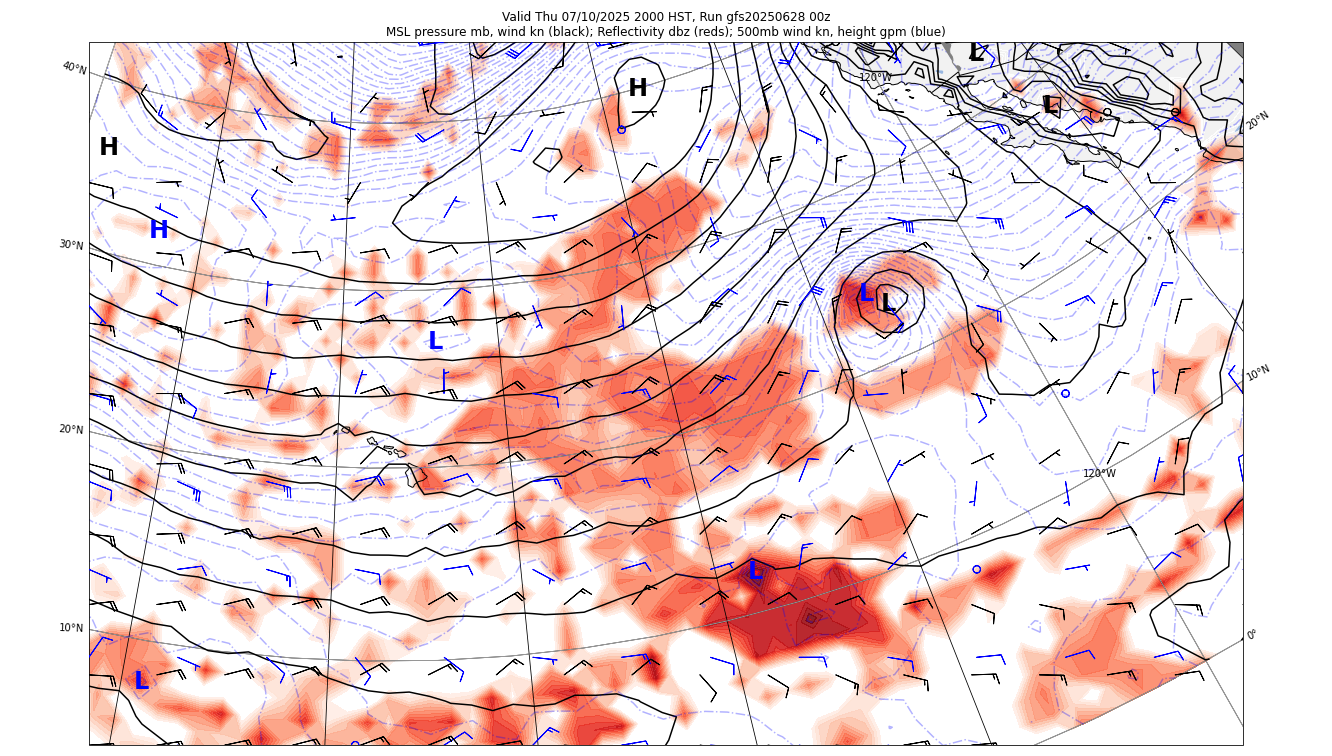 Valid Thu 07/10/2025 2000 HST, Run gfs20250628 00z
MSL pressure mb, wind kn (black); Reflectivity dbz (reds); 500mb wind kn, height gpm (blue)
L
40°N
120°W
H
L
20°N
H
H
30°N
L
L
L
10°N
20°N
120°W
L
10°N
0°
L